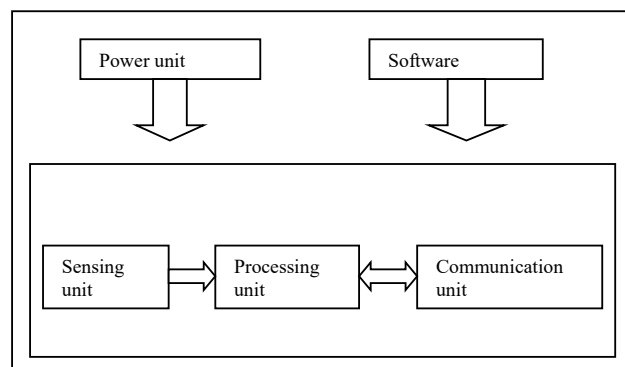 Power unit
Software
Sensing
unit
Processing
unit
Communication
unit